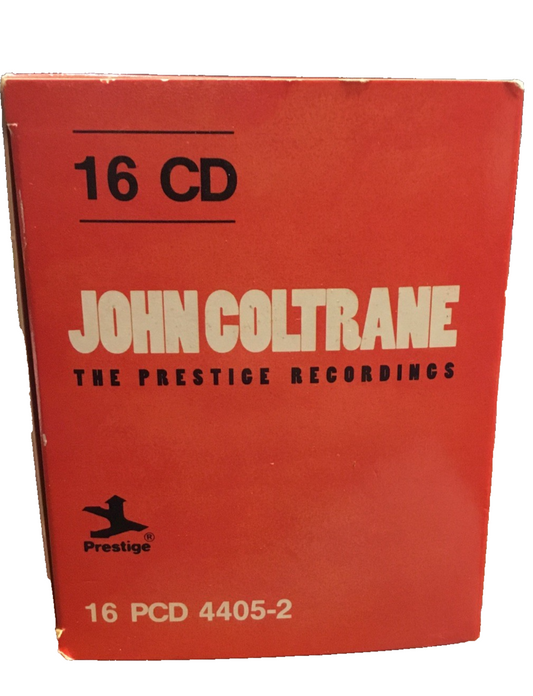 16 CD
JOHN COLTRANE
THE PRESTIGE RECORDINGS
Prestige®
16 PCD 4405-2